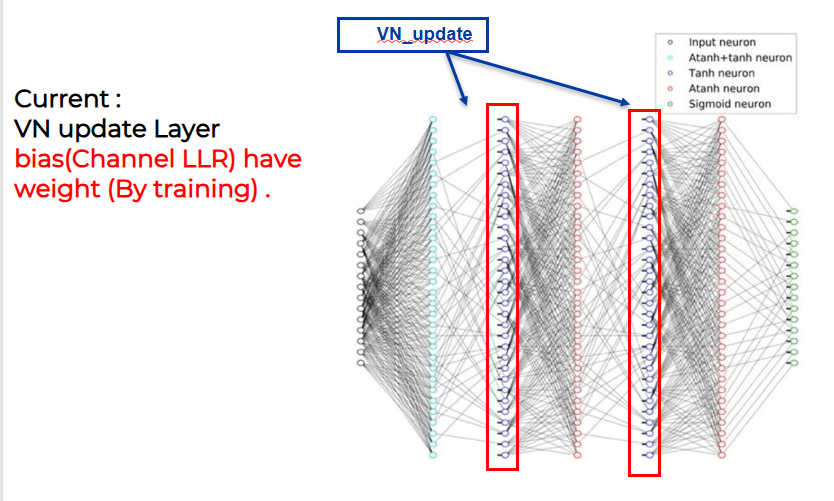 VN_update
Current :
VN update Layer
bias(Channel LLR) have
weight (By training) .
Input neuron
Atanh+tanh neuron
Tanh neuron
Atanh neuron
Sigmoid neuron